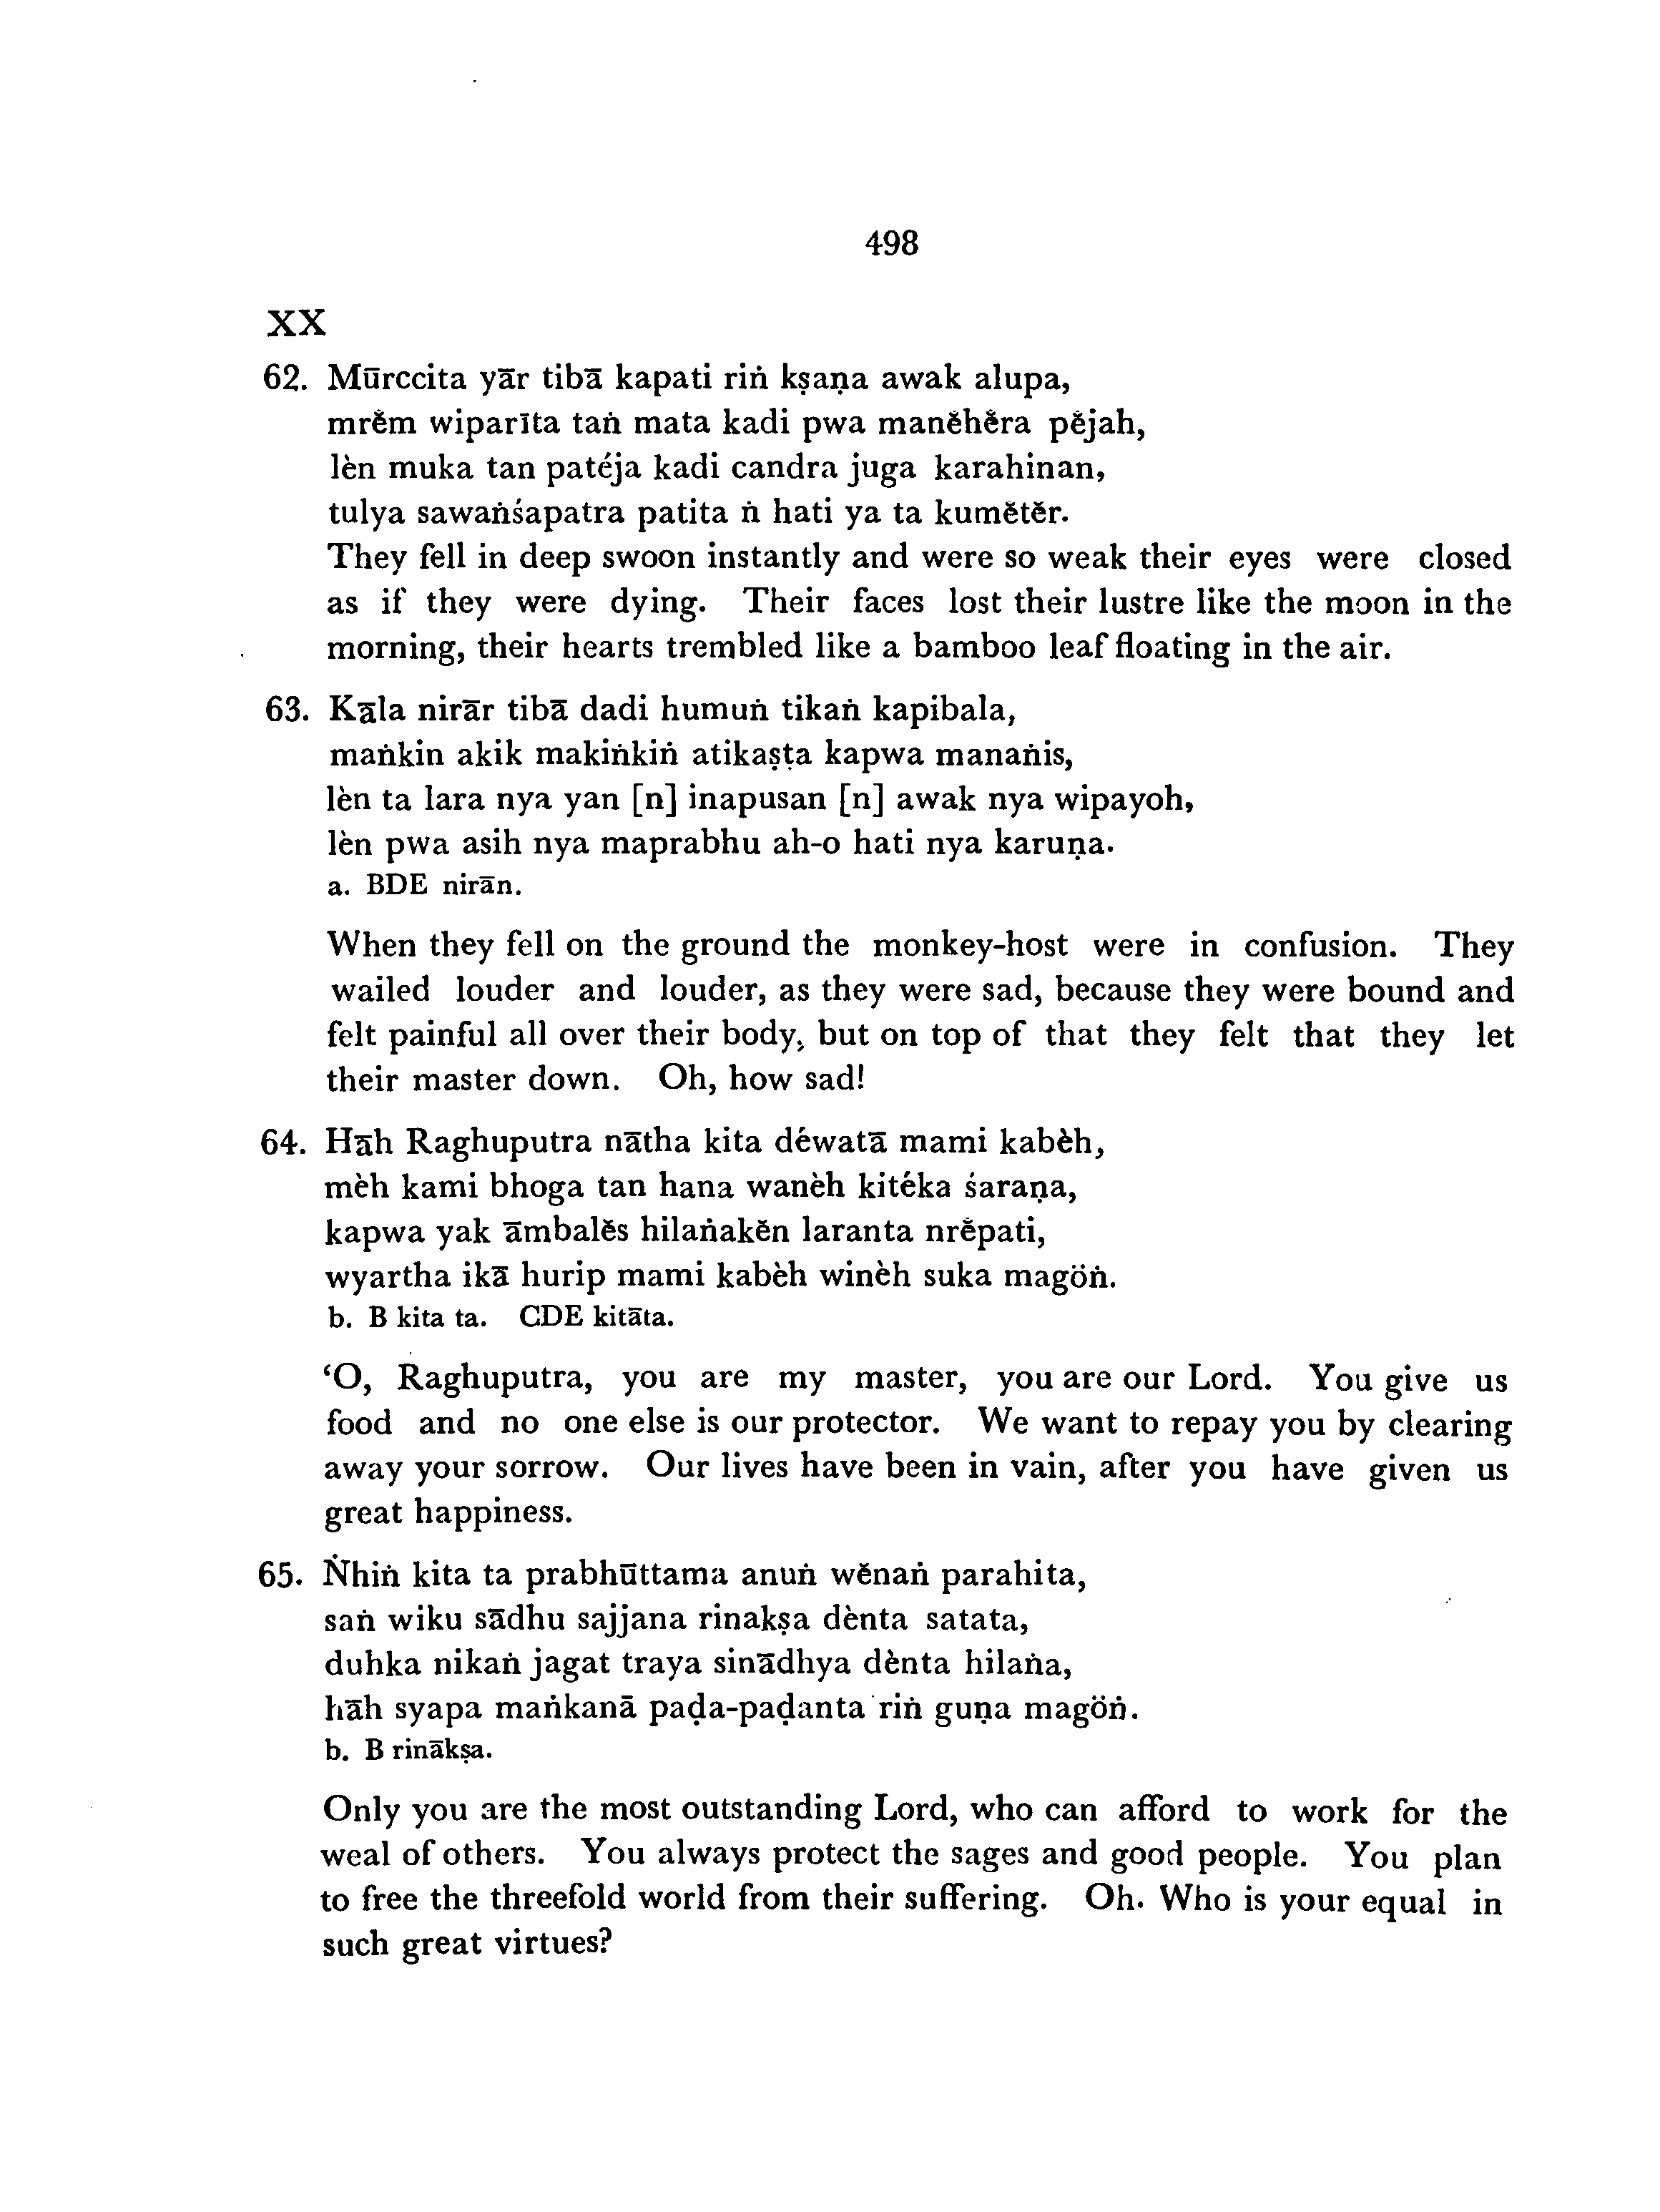 498
XX
62. Mūrccita yār tibā kapati riṅ kṣaṇa awak alupa,
mrĕm wiparīta taṅ mata kadi pwa manĕhĕra pĕjah,
lèn muka tan patéja kadi candra juga karahinan,
tulya sawaṅśapatra patita ṅ hati ya ta kumĕtĕr.
They fell in deep swoon instantly and were so weak their eyes were closed
as if they were dying. Their faces lost their lustre like the moon in the
morning, their hearts trembled like a bamboo leaf floating in the air.
63. Kāla nirār tibā dadi humuṅ tikaṅ kapibala,
maṅkin akik makiṅkiṅ atikaṣṭa kapwa manaṅis,
lèn ta lara nya yan [n] inapusan [n] awak nya wipayoh,
lèn pwa asih nya maprabhu ah-o hati nya karuṇa.
a. BDE nirān.
When they fell on the ground the monkey-host were in confusion. They
wailed louder and louder, as they were sad, because they were bound and
felt painful all over their body, but on top of that they felt that they let
their master down. Oh, how sad!
64. Hāh Raghuputra nātha kita déwatā mami kabèh,
mèh kami bhoga tan hana wanèh kitéka śaraṇa,
kapwa yak āmbalĕs hilaṅakĕn laranta nrĕpati,
wyartha ikā hurip mami kabèh winèh suka magöṅ.
b. B kita ta. CDE kitāta.
‘O, Raghuputra, you are my master, you are our Lord. You give us
food and no one else is our protector. We want to repay you by clearing
away your sorrow. Our lives have been in vain, after you have given us
great happiness.
65. Ṅhiṅ kita ta prabhūttama anuṅ wĕnaṅ parahita,
saṅ wiku sādhu sajjana rinakṣa dènta satata,
duhka nikaṅ jagat traya sinādhya dènta hilaṅa,
hāh syapa maṅkanā paḍa-paḍanta riṅ guṇa magöṅ.
b. B rinākṣa.
Only you are the most outstanding Lord, who can afford to work for the
weal of others. You always protect the sages and good people. You plan
to free the threefold world from their suffering. Oh. Who is your equal in
such great virtues?